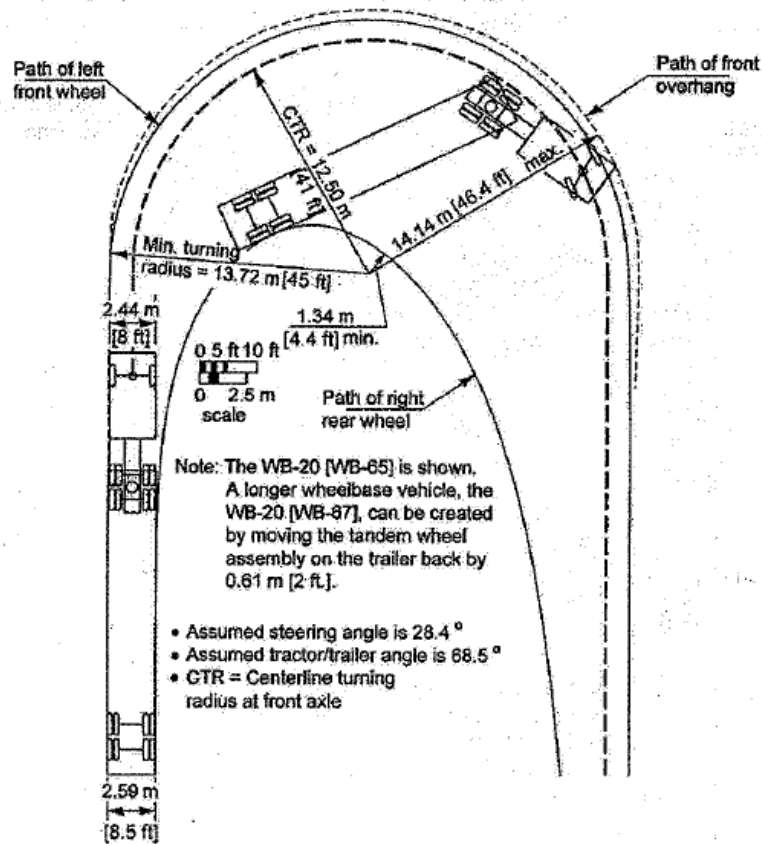 Path of left
front wheel
Path of front
overhang
CTR = 12.50 m
[41 ft]
14.14 m [46.4 ft] max.
Min. turning
radius = 13.72 m [45 ft]
2.44 m
[8 ft]
1.34 m
[4.4 ft] min.
0 5 ft 10 ft
0 2.5 m
scale
Path of right
rear wheel
Note: The WB-20 [WB-65] is shown.
A longer wheelbase vehicle, the
WB-20 [WB-67], can be created
by moving the tandem wheel
assembly on the trailer back by
0.61 m [2 ft.].
• Assumed steering angle is 28.4 °
• Assumed tractor/trailer angle is 68.5 °
• CTR = Centerline turning
radius at front axle
2.59 m
[8.5 ft]